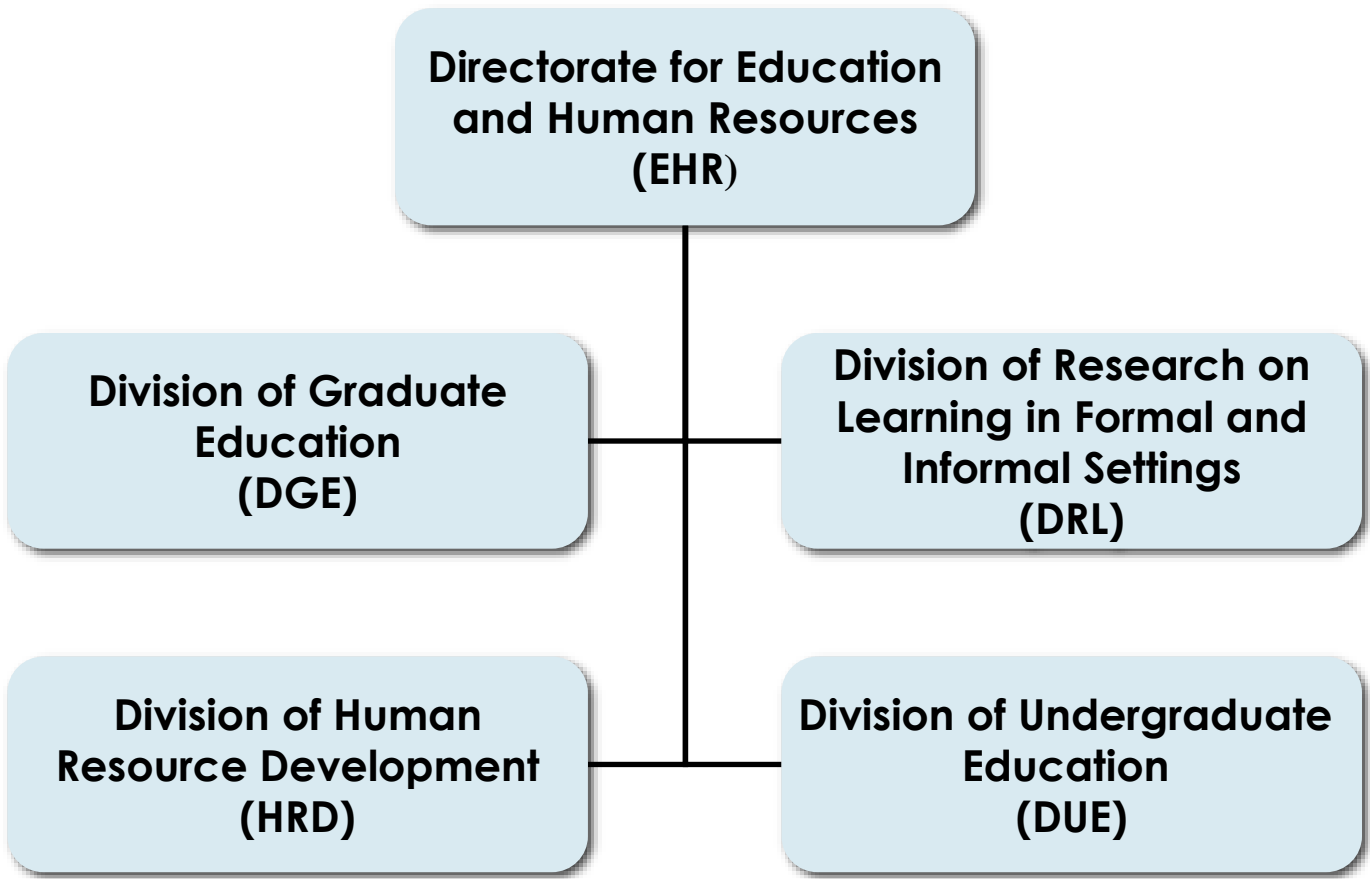 Directorate for Education
and Human Resources
(EHR)
Division of Graduate
Education
(DGE)
Division of Research on
Learning in Formal and
Informal Settings
(DRL)
Division of Human
Resource Development
(HRD)
Division of Undergraduate
Education
(DUE)